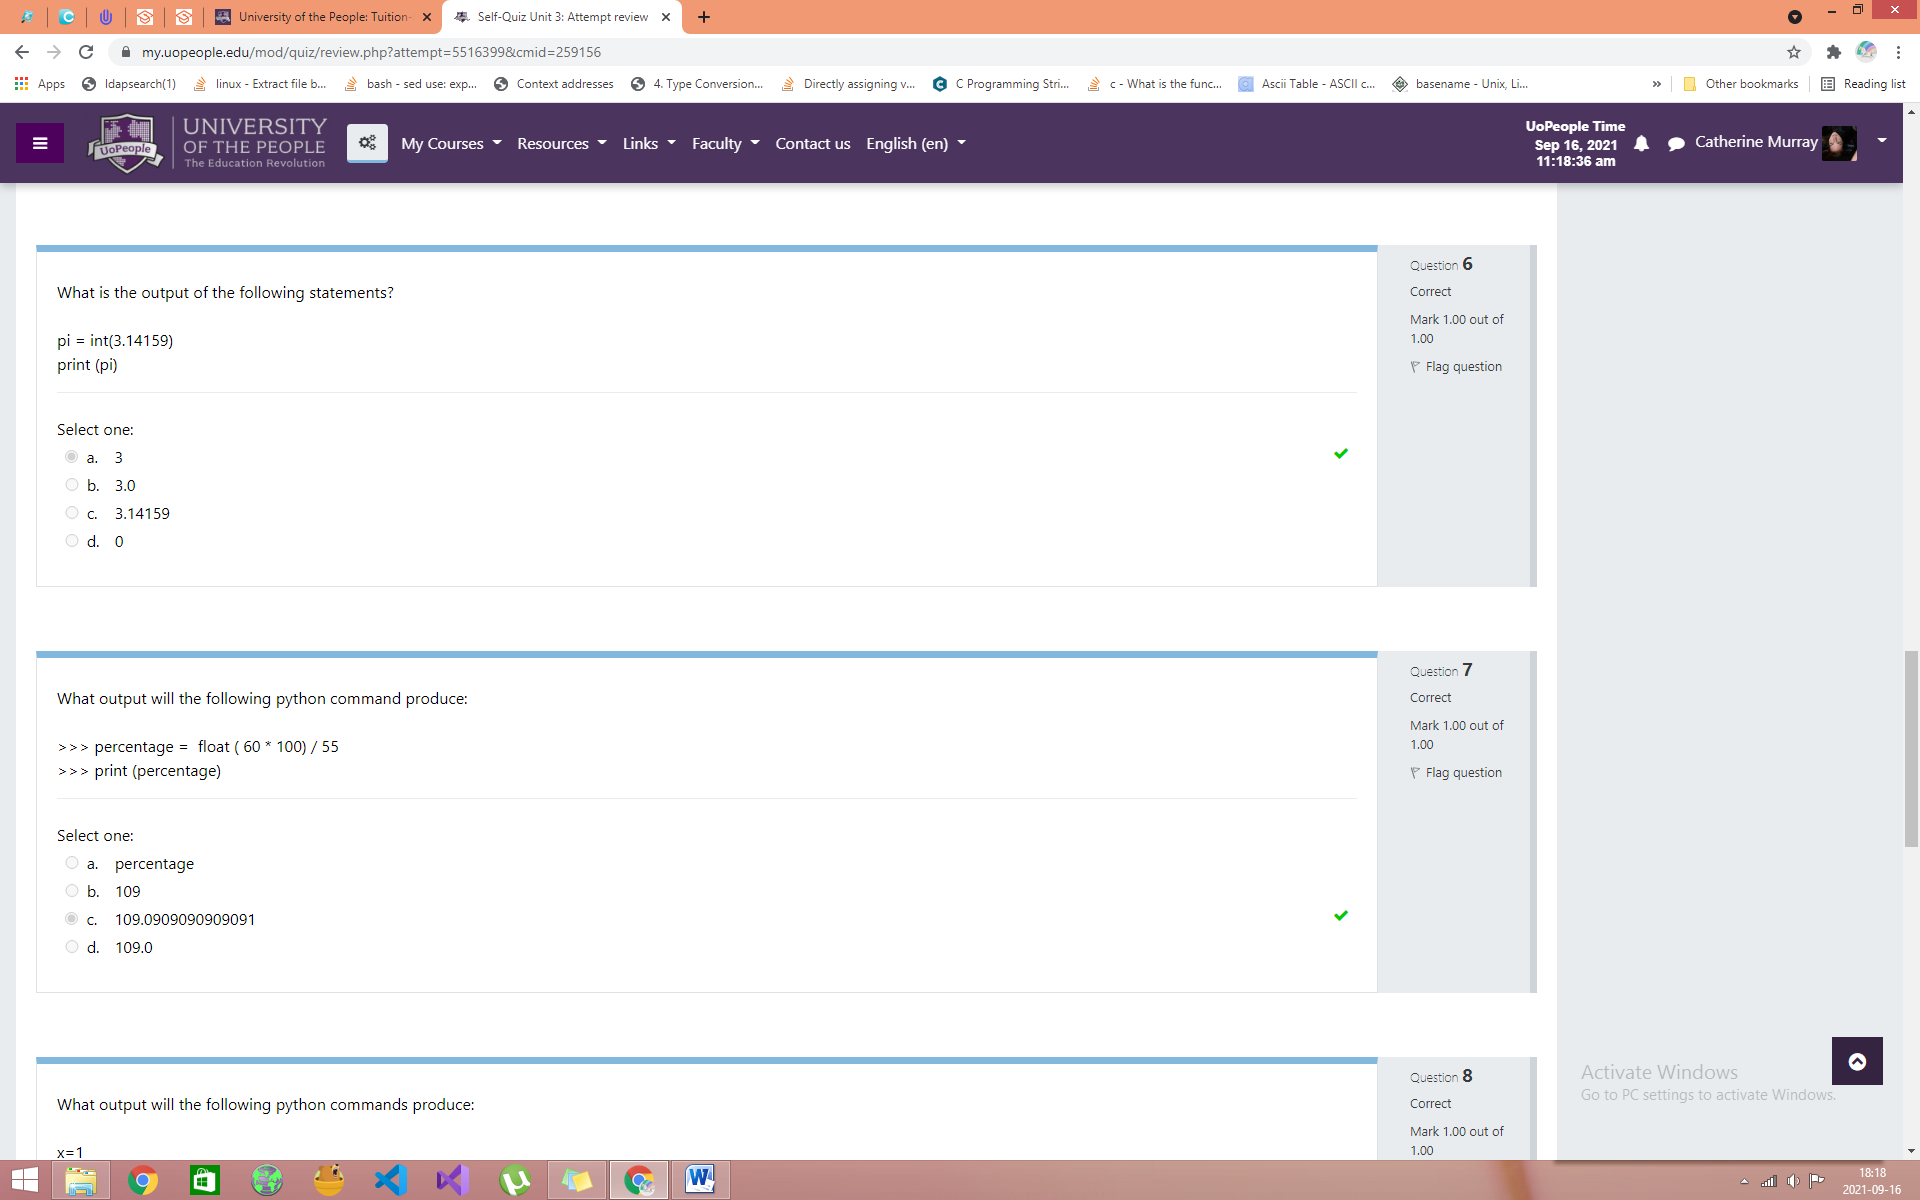 University of the People: Tuition-
Self-Quiz Unit 3: Attempt review
my.uopeople.edu/mod/quiz/review.php?attempt=5516399&cmid=259156
Apps
ldapsearch(1)
linux - Extract file b...
bash - sed use: exp...
Context addresses
4. Type Conversion...
Directly assigning v...
C Programming Stri...
c - What is the func...
Ascii Table - ASCII c...
basename - Unix, Li...
»
Other bookmarks
Reading list
UoPeople
UNIVERSITY
OF THE PEOPLE
The Education Revolution
My Courses
Resources
Links
Faculty
Contact us
English (en)
UoPeople Time
Sep 16, 2021
11:18:36 am
Catherine Murray
What is the output of the following statements?
pi = int(3.14159)
print (pi)
Select one:
a. 3
b. 3.0
c. 3.14159
d. 0
Question 6
Correct
Mark 1.00 out of
1.00
Flag question
What output will the following python command produce:
>>> percentage = float ( 60 * 100) / 55
>>> print (percentage)
Select one:
a. percentage
b. 109
c. 109.0909090909091
d. 109.0
Question 7
Correct
Mark 1.00 out of
1.00
Flag question
What output will the following python commands produce:
x=1
Question 8
Correct
Mark 1.00 out of
1.00
Activate Windows
Go to PC settings to activate Windows.
18:18
2021-09-16